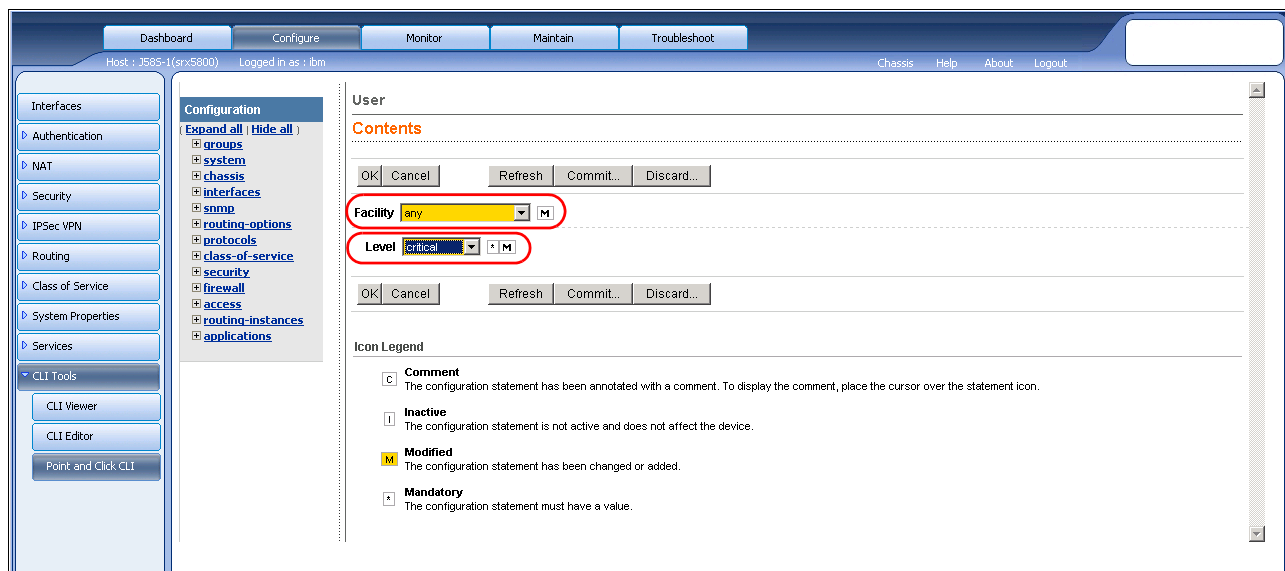 Dashboard Configure Monitor Maintain Troubleshoot
Host : J58S-1(srx5800) Logged in as : ibm Chassis Help About Logout
Interfaces
Authentication
NAT
Security
IPSec VPN
Routing
Class of Service
System Properties
Services
CLI Tools
CLI Viewer
CLI Editor
Point and Click CLI
Configuration
( Expand all | Hide all )
groups
system
chassis
interfaces
snmp
routing-options
protocols
class-of-service
security
firewall
access
routing-instances
applications
User
Contents
OK Cancel Refresh Commit... Discard...
Facility any M
Level critical * M
OK Cancel Refresh Commit... Discard...
Icon Legend
C Comment
The configuration statement has been annotated with a comment. To display the comment, place the cursor over the statement icon.
I Inactive
The configuration statement is not active and does not affect the device.
M Modified
The configuration statement has been changed or added.
* Mandatory
The configuration statement must have a value.